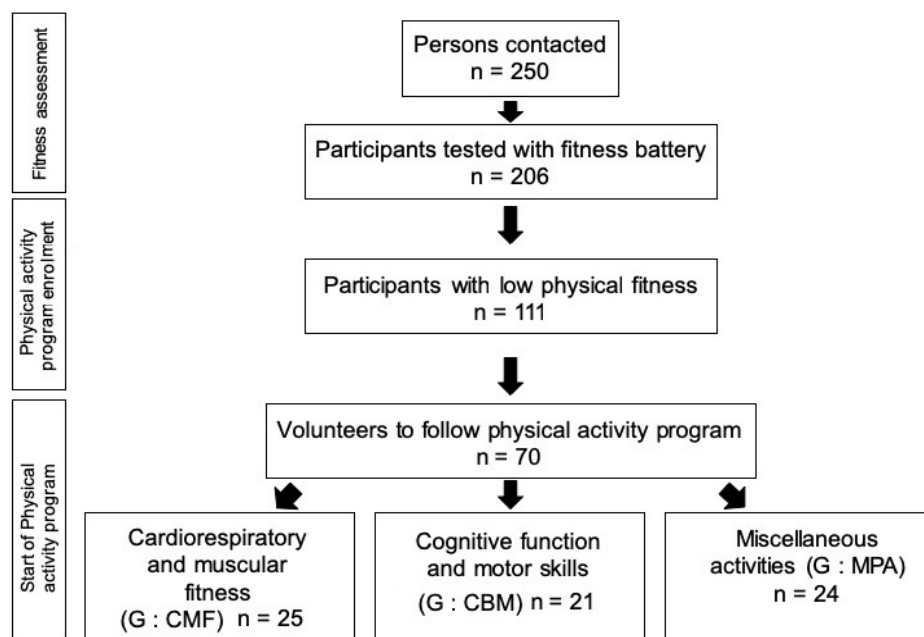 Fitness assessment
Persons contacted
n = 250
Participants tested with fitness battery
n = 206
Physical activity
program enrolment
Participants with low physical fitness
n = 111
Start of Physical
activity program
Volunteers to follow physical activity program
n = 70
Cardiorespiratory
and muscular
fitness
(G : CMF) n = 25
Cognitive function
and motor skills
(G : CBM) n = 21
Miscellaneous
activities (G : MPA)
n = 24